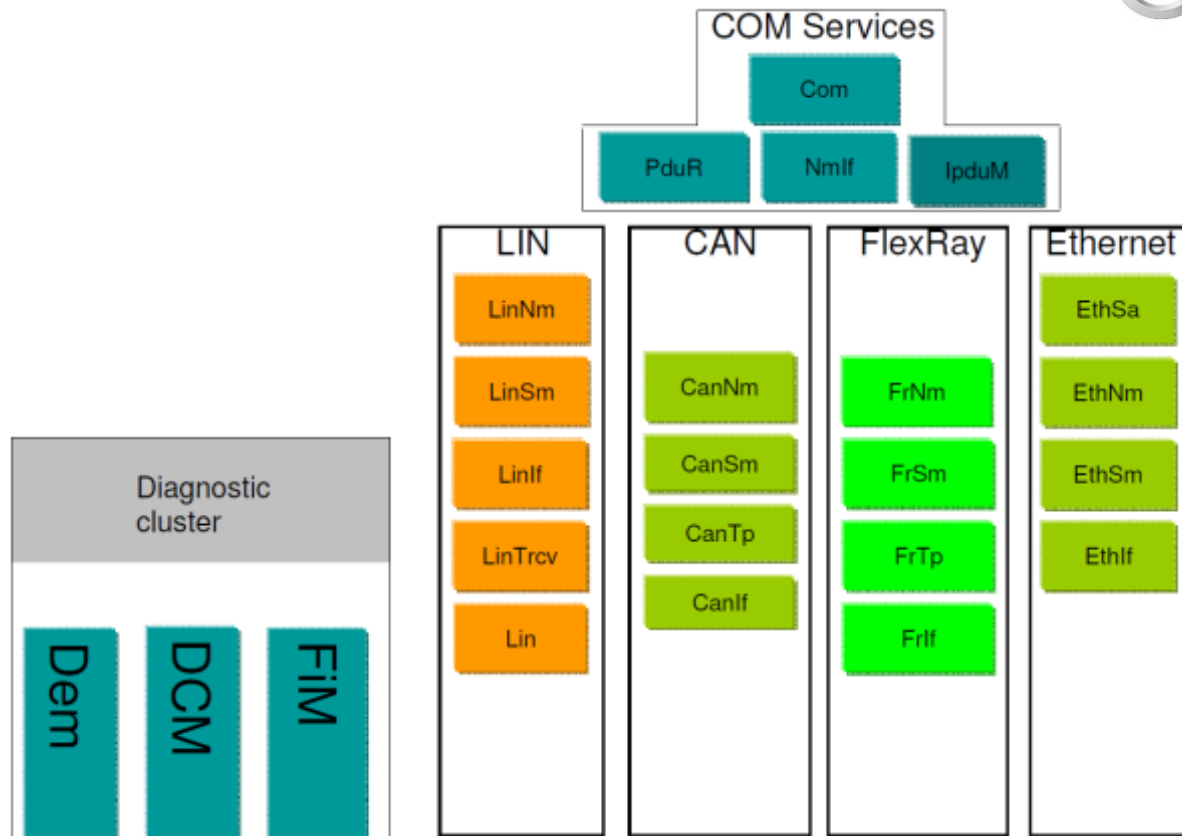 COM Services
Com
PduR
NmIf
IpduM
LIN
LinNm
LinSm
LinIf
LinTrcv
Lin
CAN
CanNm
CanSm
CanTp
CanIf
FlexRay
FrNm
FrSm
FrTp
FrIf
Ethernet
EthSa
EthNm
EthSm
EthIf
Diagnostic
cluster
Dem
DCM
FiM